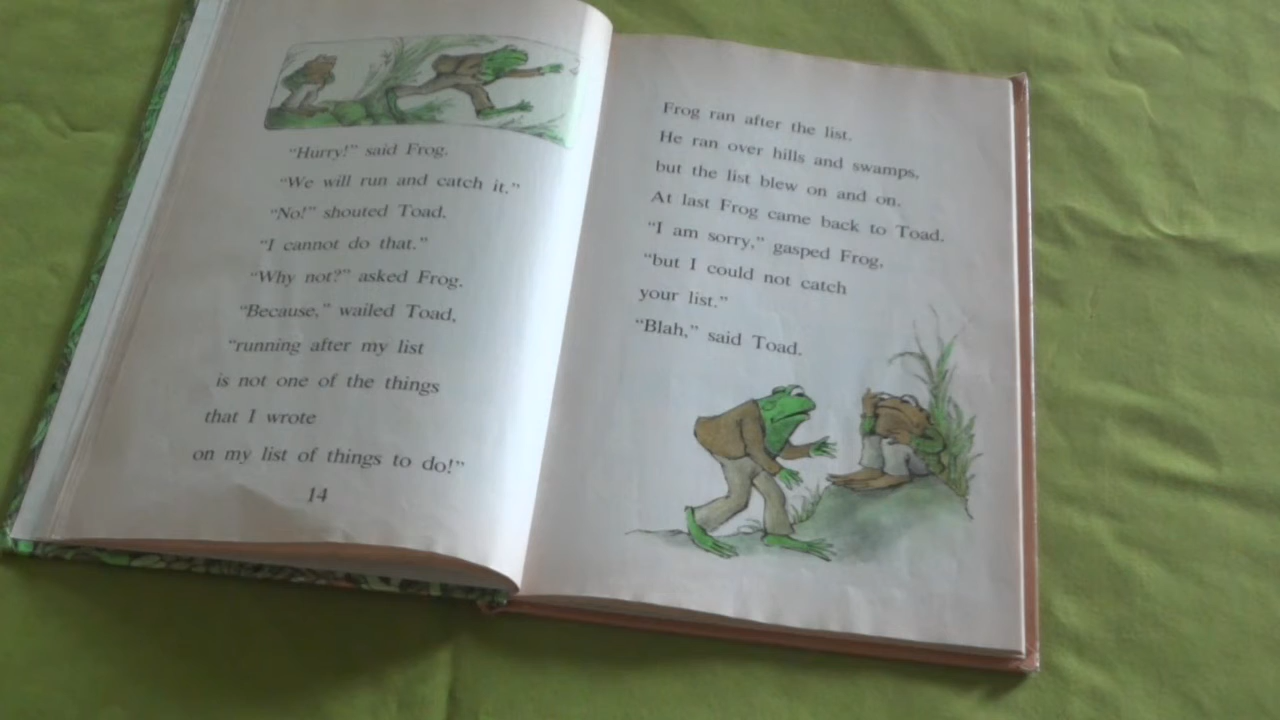 “Hurry!” said Frog.
“We will run and catch it.”
“No!” shouted Toad.
“I cannot do that.”
“Why not?” asked Frog.
“Because,” wailed Toad,
“running after my list
is not one of the things
that I wrote
on my list of things to do!”
14
Frog ran after the list.
He ran over hills and swamps,
but the list blew on and on.
At last Frog came back to Toad.
“I am sorry,” gasped Frog,
“but I could not catch
your list.”
“Blah,” said Toad.